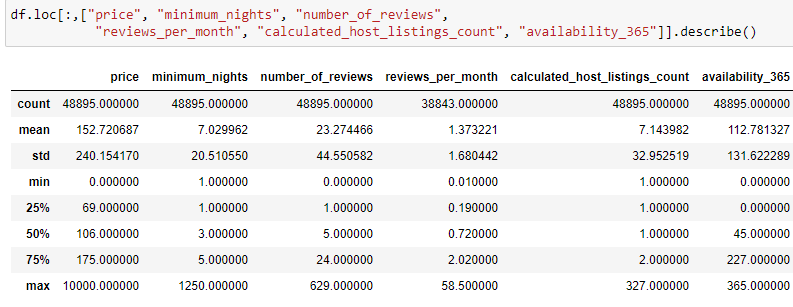 df.loc[:,["price", "minimum_nights", "number_of_reviews",
"reviews_per_month", "calculated_host_listings_count", "availability_365"]].describe()
price minimum_nights number_of_reviews reviews_per_month calculated_host_listings_count availability_365
count 48895.000000 48895.000000 48895.000000 38843.000000 48895.000000 48895.000000
mean 152.720687 7.029962 23.274466 1.373221 7.143982 112.781327
std 240.154170 20.510550 44.550582 1.680442 32.952519 131.622289
min 0.000000 1.000000 0.000000 0.010000 1.000000 0.000000
25% 69.000000 1.000000 1.000000 0.190000 1.000000 0.000000
50% 106.000000 3.000000 5.000000 0.720000 1.000000 45.000000
75% 175.000000 5.000000 24.000000 2.020000 2.000000 227.000000
max 10000.000000 1250.000000 629.000000 58.500000 327.000000 365.000000